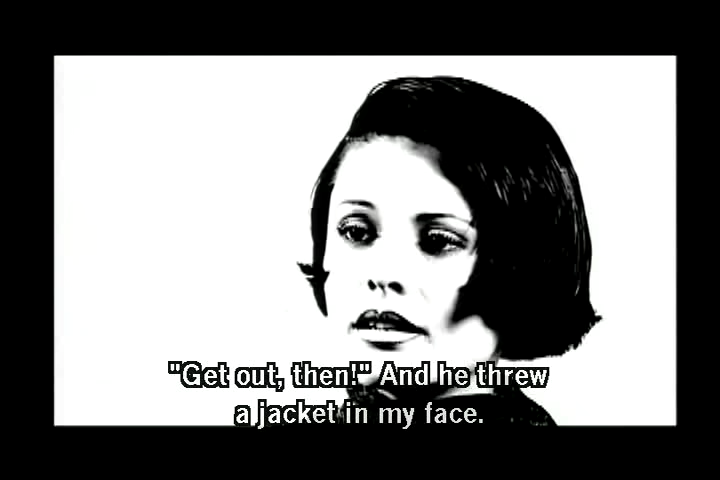 "Get out, then!" And he threw
a jacket in my face.